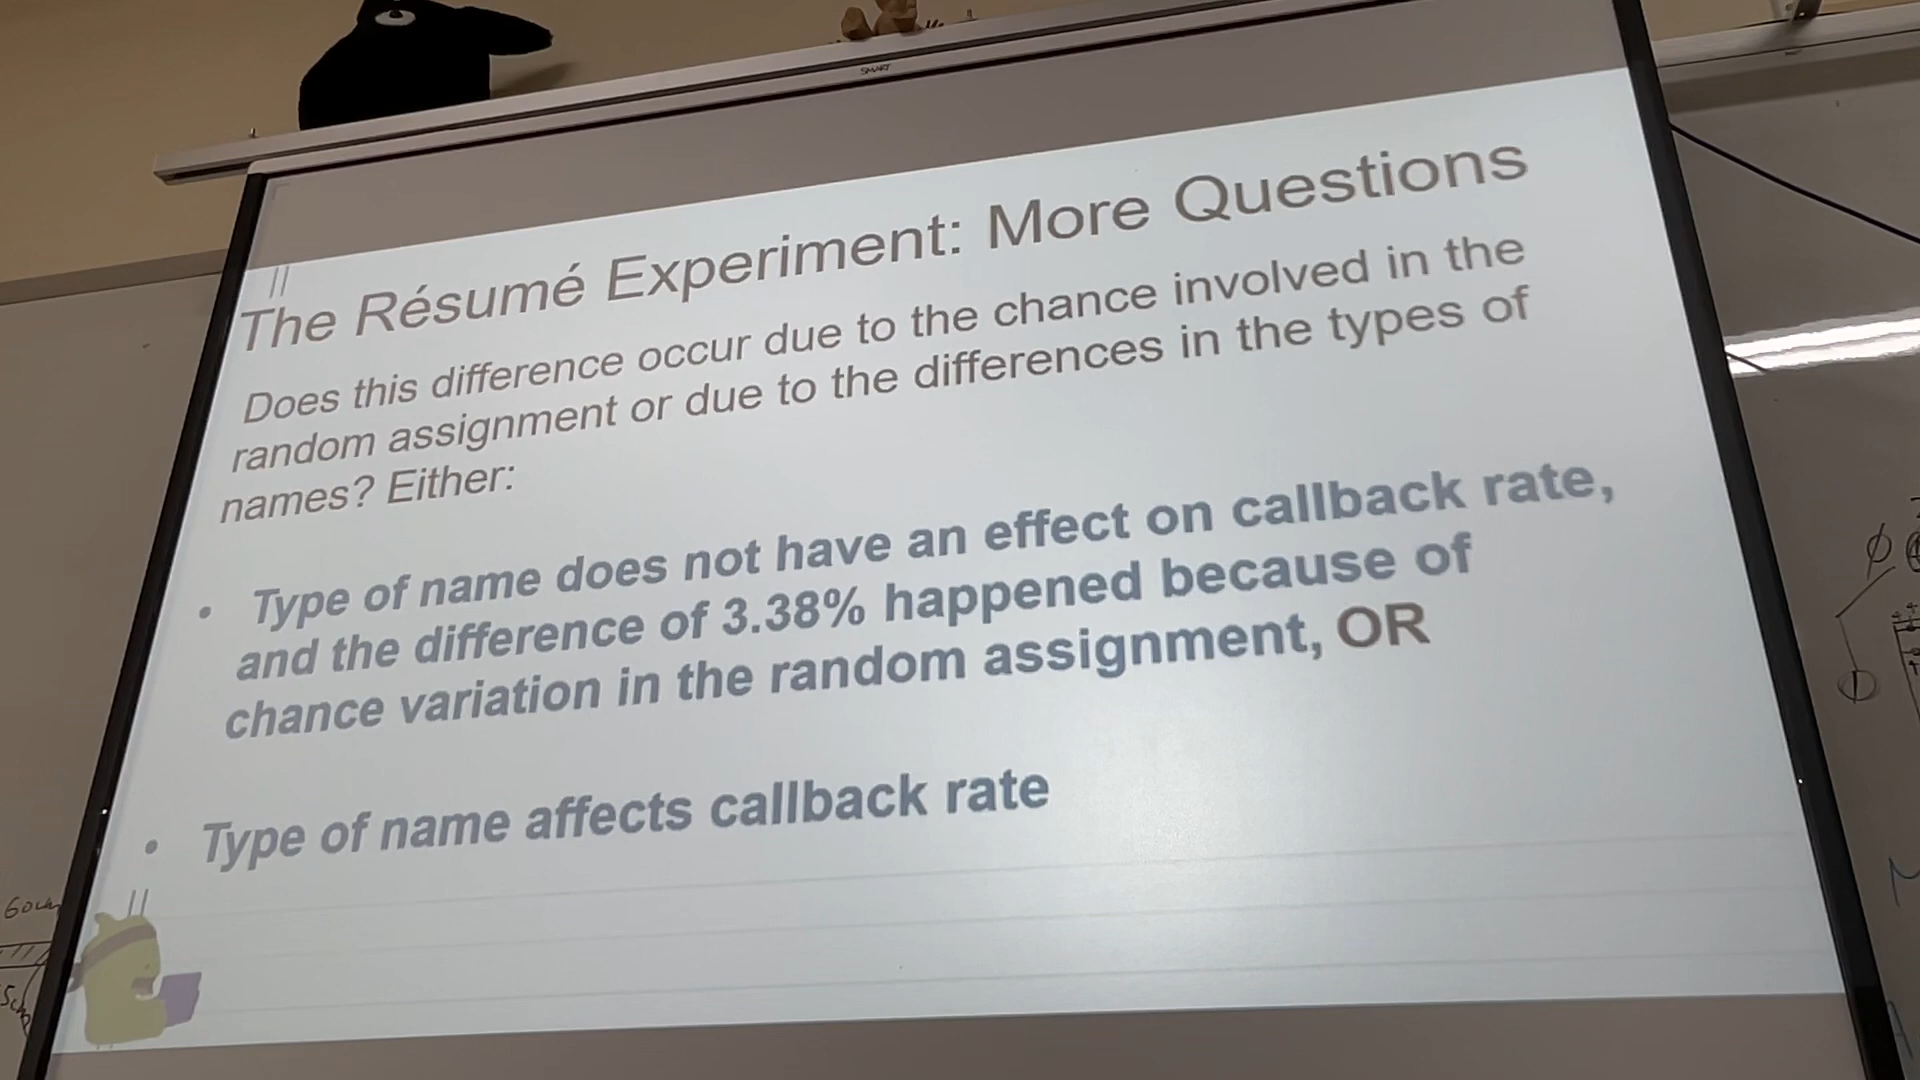 SMART
The Résumé Experiment: More Questions
Does this difference occur due to the chance involved in the
random assignment or due to the differences in the types of
names? Either:
• Type of name does not have an effect on callback rate,
and the difference of 3.38% happened because of
chance variation in the random assignment, OR
• Type of name affects callback rate